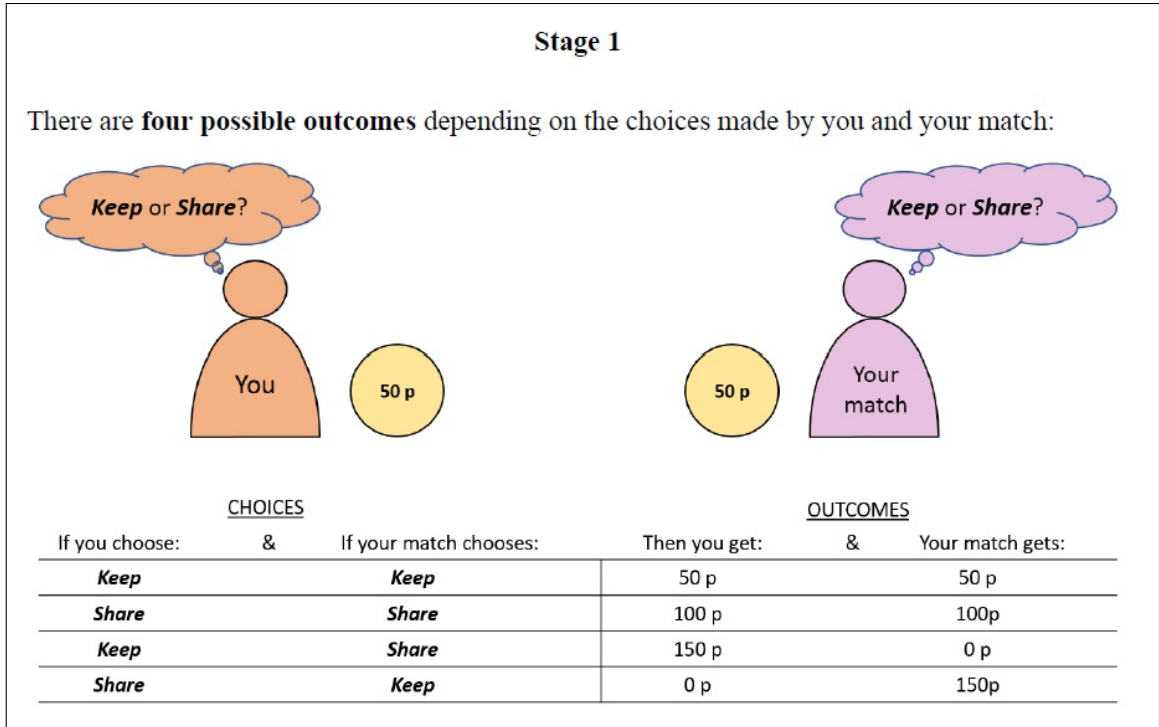 Stage 1
There are four possible outcomes depending on the choices made by you and your match:
Keep or Share?
Keep or Share?
You
50 p
50 p
Your
match
CHOICES
OUTCOMES
If you choose: & If your match chooses: Then you get: & Your match gets:
Keep Keep 50 p 50 p
Share Share 100 p 100p
Keep Share 150 p 0 p
Share Keep 0 p 150p